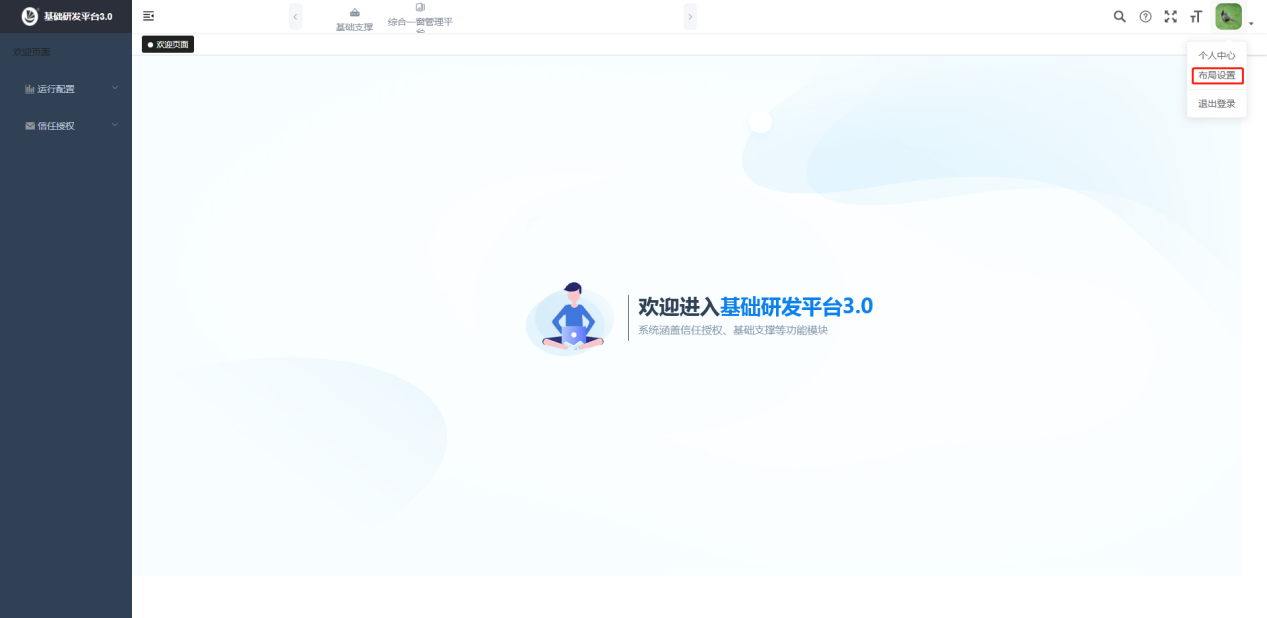 基础研发平台3.0
基础支撑
综合一窗管理平
台
欢迎页面
欢迎页面
个人中心
布局设置
退出登录
运行配置
信任授权
欢迎进入基础研发平台3.0
系统涵盖信任授权、基础支撑等功能模块